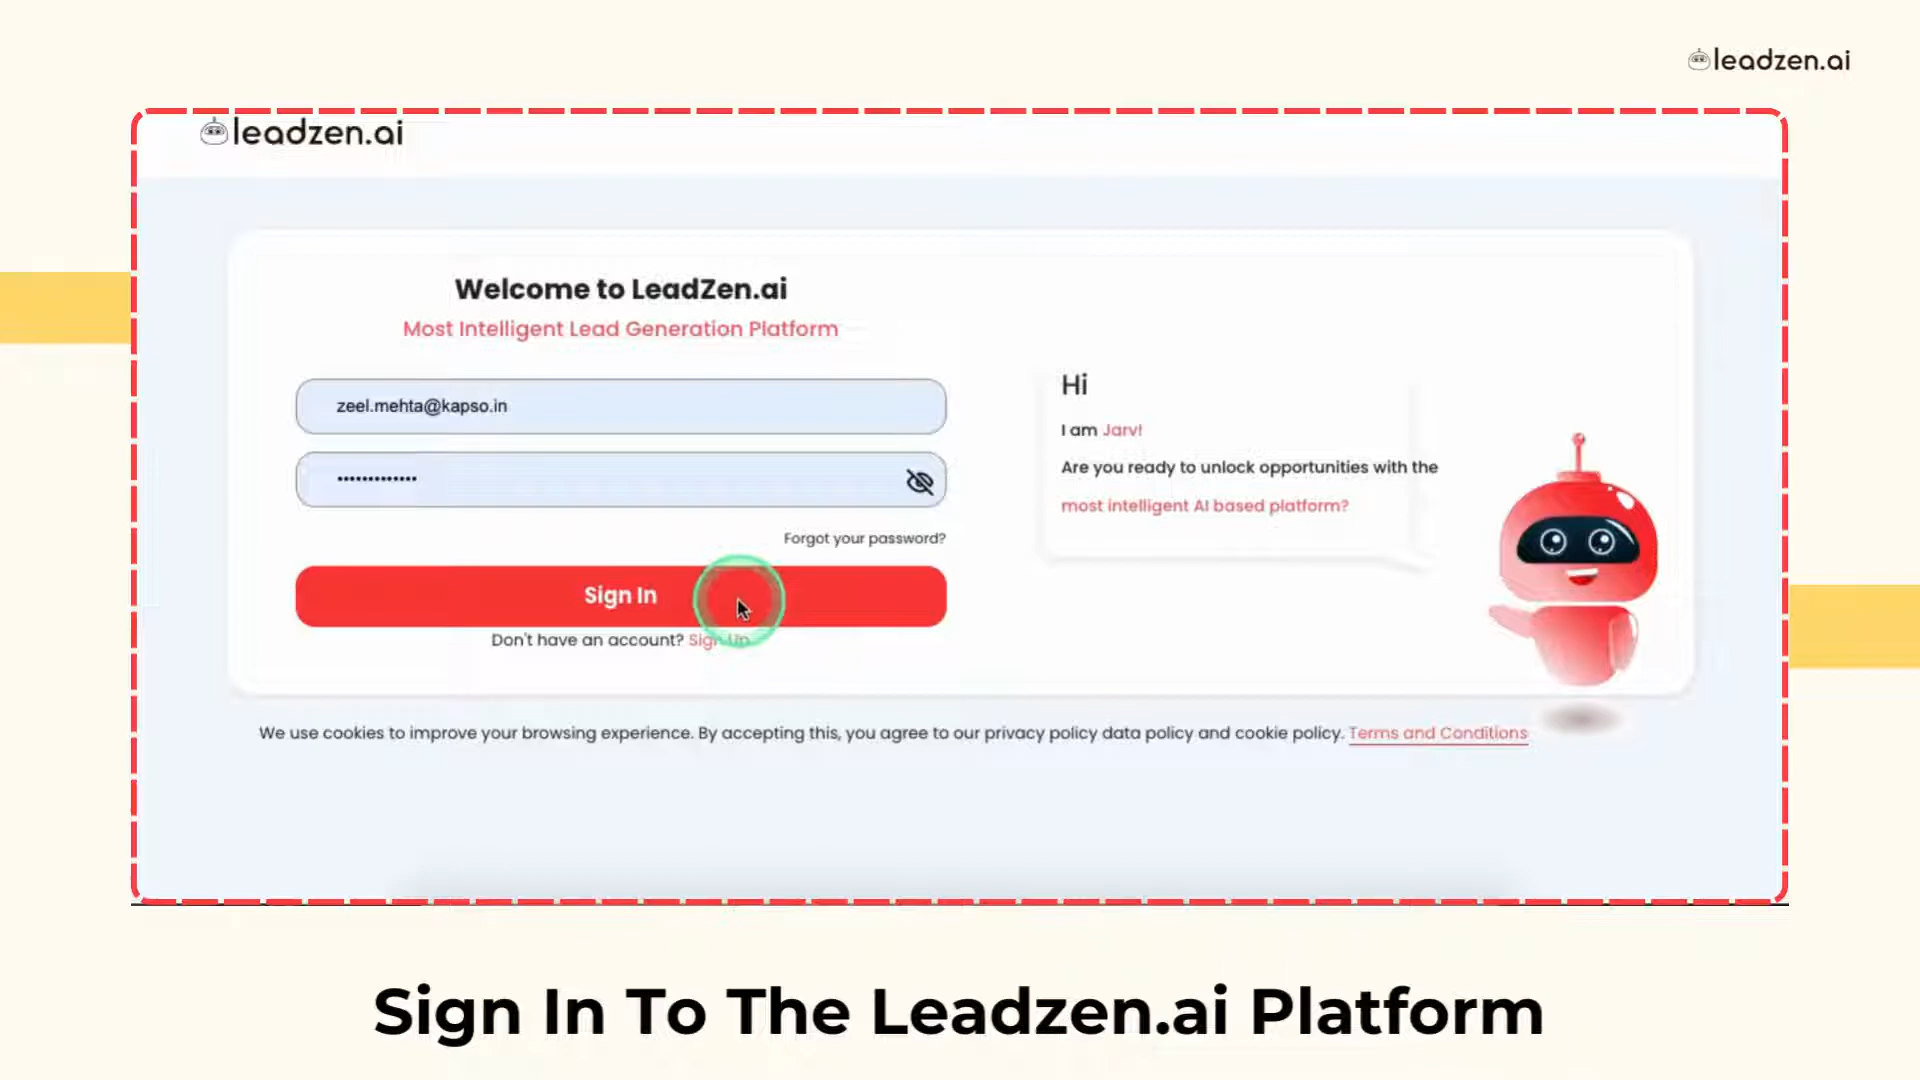 leadzen.ai
leadzen.ai
Welcome to LeadZen.ai
Most Intelligent Lead Generation Platform
zeel.mehta@kapso.in
•••••••••••••
Forgot your password?
Sign In
Don't have an account? Sign Up
Hi
I am Jarv!
Are you ready to unlock opportunities with the
most intelligent AI based platform?
We use cookies to improve your browsing experience. By accepting this, you agree to our privacy policy data policy and cookie policy. Terms and Conditions
Sign In To The Leadzen.ai Platform